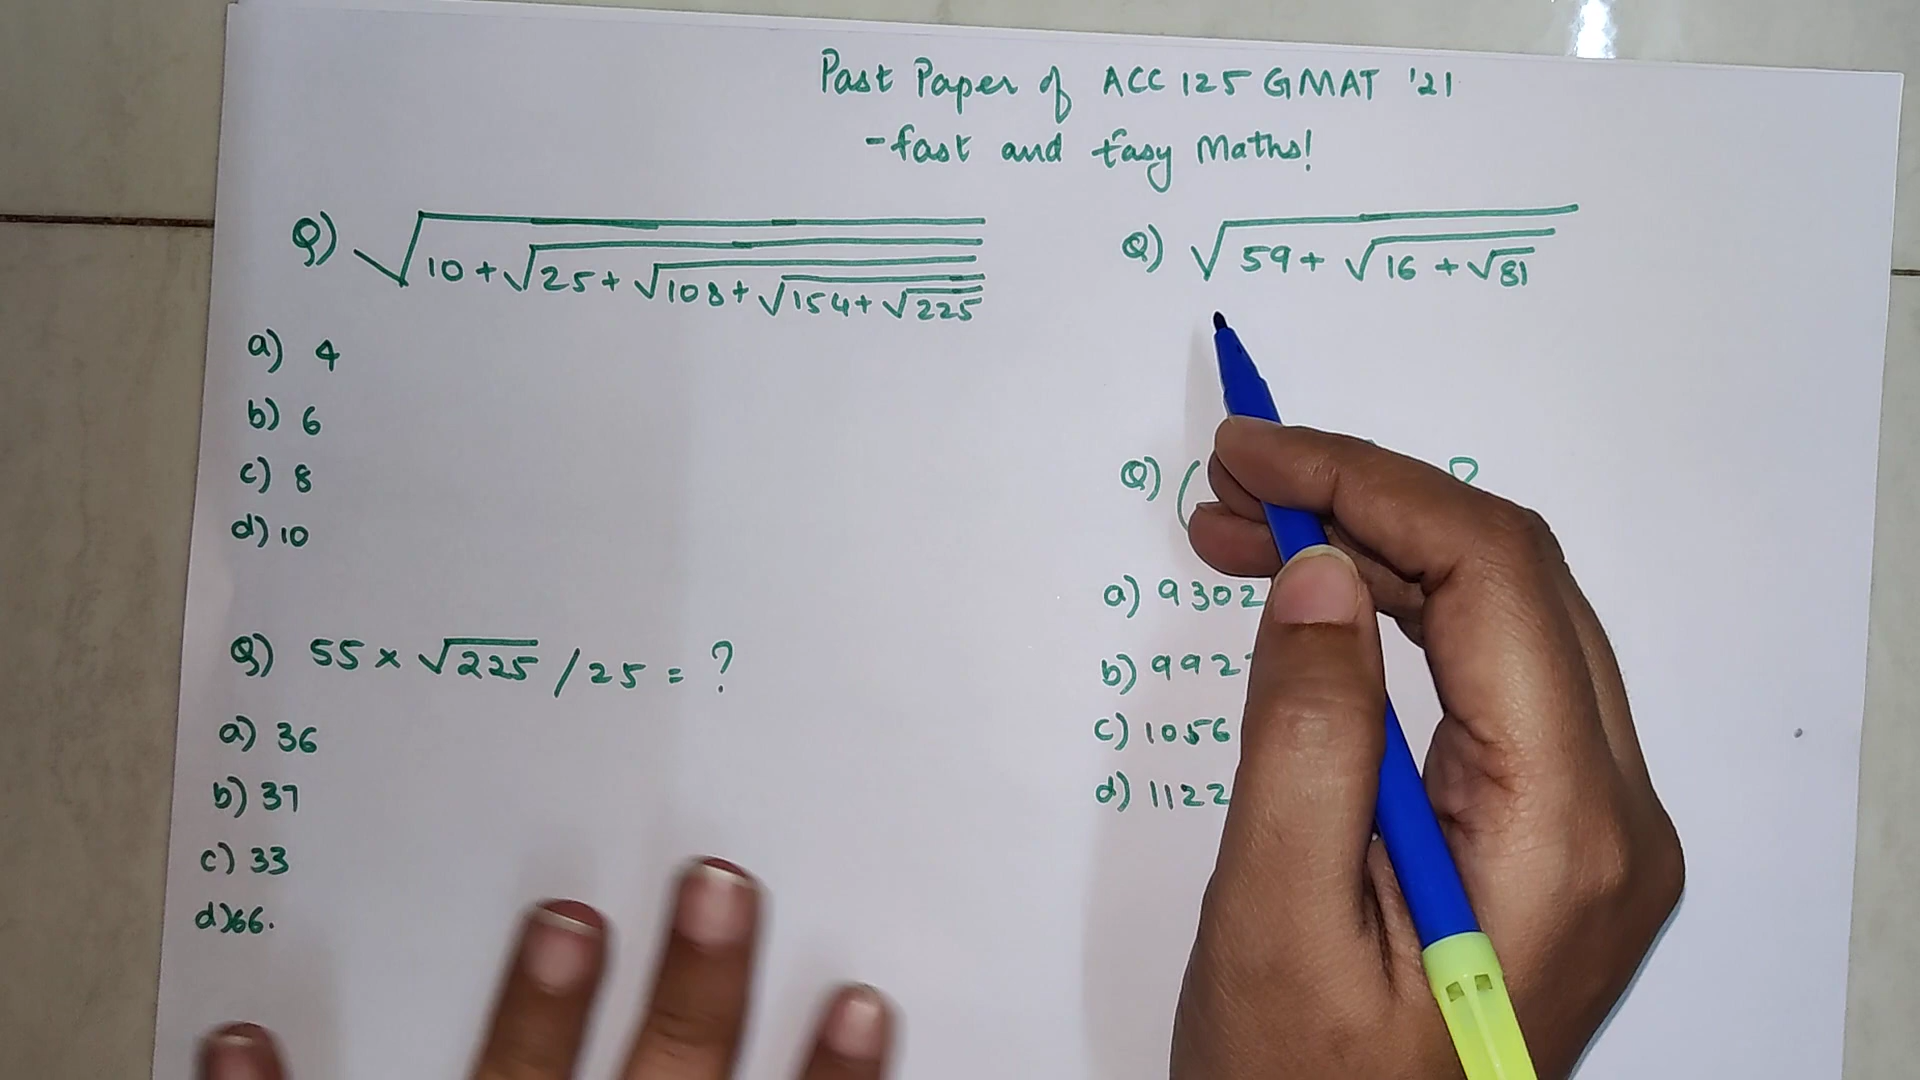 Past Paper of ACC 125 GMAT '21
-fast and Easy Maths!
Q) √10+√25+√108+√154+√225
a) 4
b) 6
c) 8
d) 10
Q) 55 × √225 / 25 = ?
a) 36
b) 37
c) 33
d) 66.
Q) √59+ √16 + √81
Q) (
a) 9302
b) 992
c) 1056
d) 1122